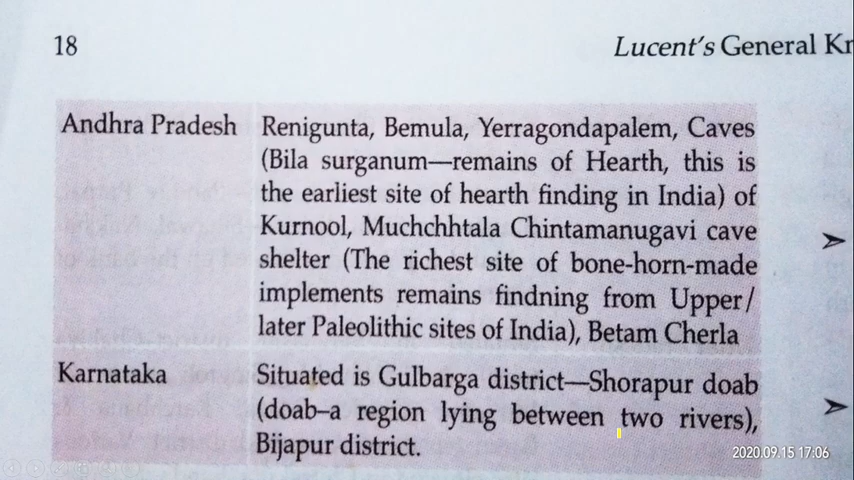 18
Lucent's General Kr
Andhra Pradesh
Renigunta, Bemula, Yerragondapalem, Caves
(Bila surganum—remains of Hearth, this is
the earliest site of hearth finding in India) of
Kurnool, Muchchhtala Chintamanugavi cave
shelter (The richest site of bone-horn-made
implements remains findning from Upper/
later Paleolithic sites of India), Betam Cherla
Karnataka
Situated is Gulbarga district—Shorapur doab
(doab–a region lying between two rivers),
Bijapur district.
2020.09.15 17:06